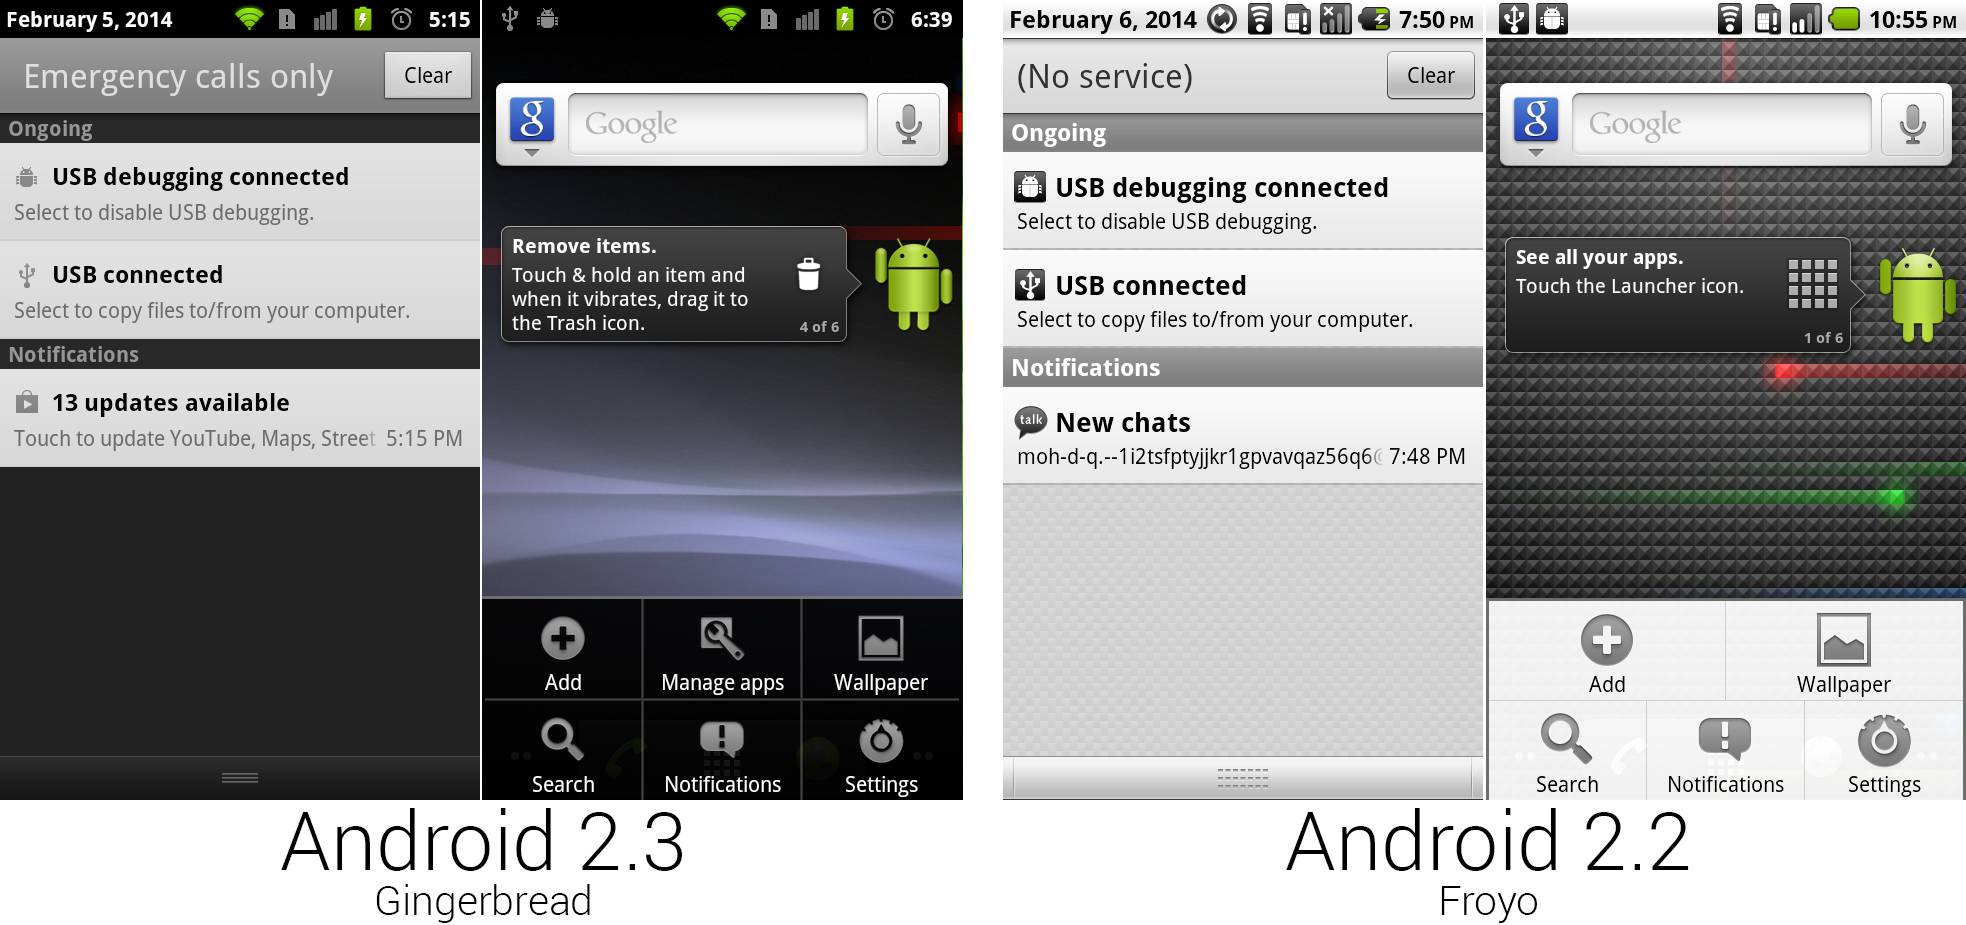 February 5, 2014 5:15
Emergency calls only Clear
Ongoing
USB debugging connected
Select to disable USB debugging.
USB connected
Select to copy files to/from your computer.
Notifications
13 updates available
Touch to update YouTube, Maps, Street 5:15 PM
6:39
g Google
Remove items.
Touch & hold an item and
when it vibrates, drag it to
the Trash icon.
4 of 6
Add Manage apps Wallpaper
Search Notifications Settings
Android 2.3
Gingerbread
February 6, 2014 7:50 PM
(No service) Clear
Ongoing
USB debugging connected
Select to disable USB debugging.
USB connected
Select to copy files to/from your computer.
Notifications
talk New chats
moh-d-q.--1i2tsfptyjjkr1gpvavqaz56q6@ 7:48 PM
10:55 PM
g Google
See all your apps.
Touch the Launcher icon.
1 of 6
Add Wallpaper
Search Notifications Settings
Android 2.2
Froyo